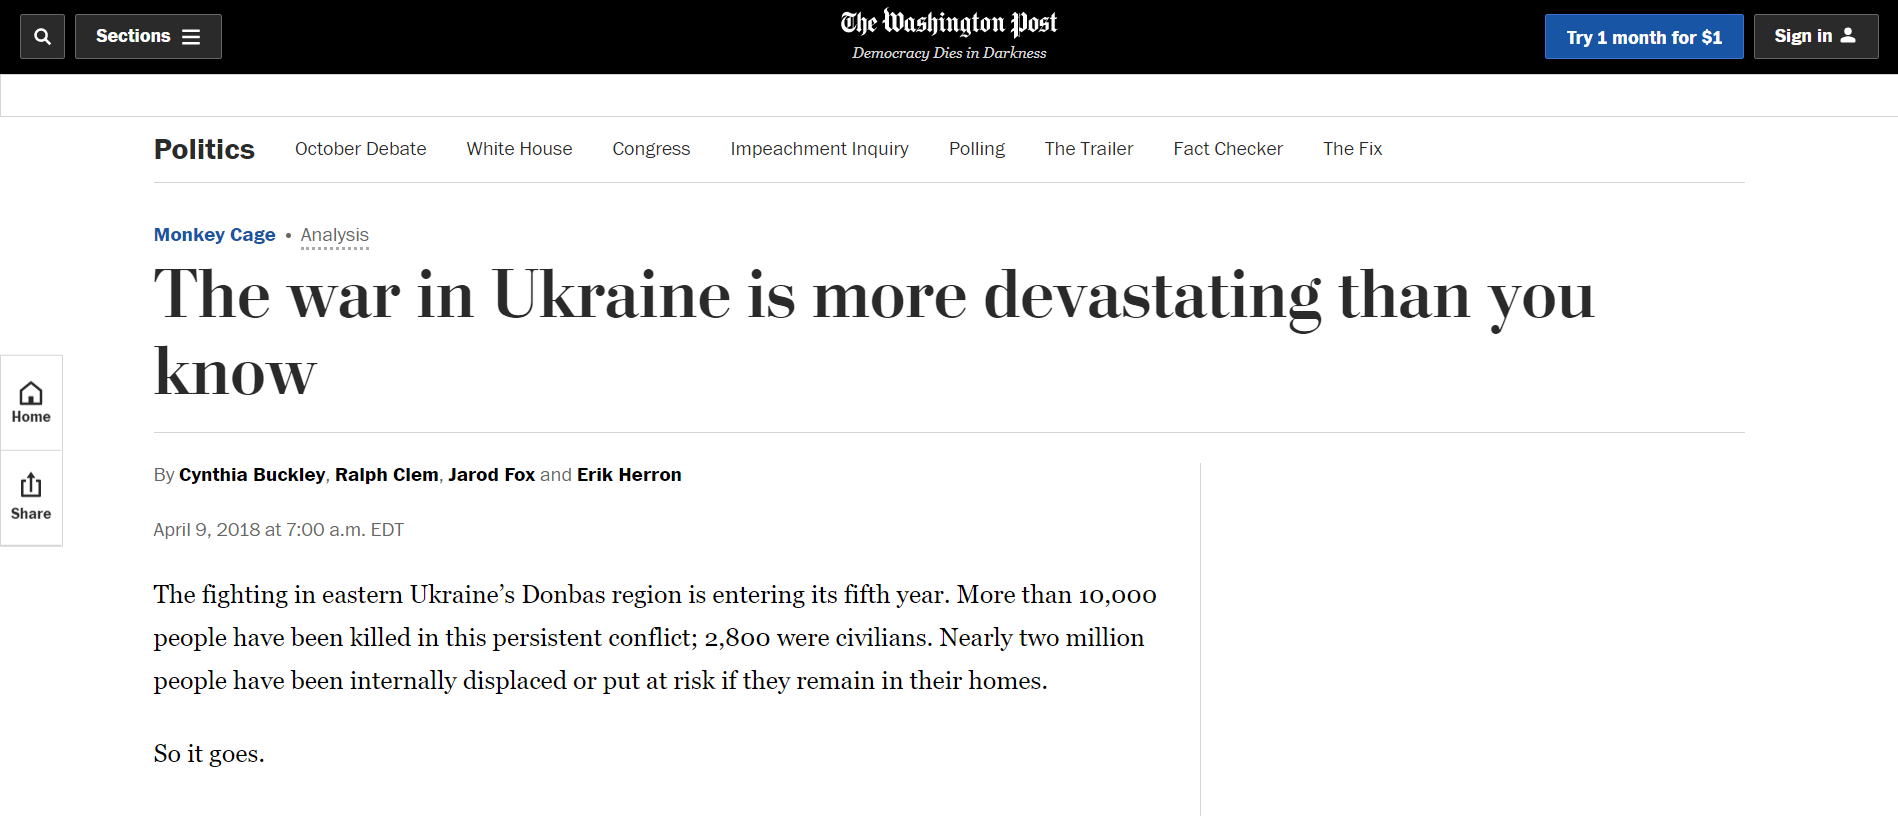 Sections
The Washington Post
Democracy Dies in Darkness
Try 1 month for $1
Sign in
Politics
October Debate
White House
Congress
Impeachment Inquiry
Polling
The Trailer
Fact Checker
The Fix
Monkey Cage • Analysis
The war in Ukraine is more devastating than you
know
Home
Share
By Cynthia Buckley, Ralph Clem, Jarod Fox and Erik Herron
April 9, 2018 at 7:00 a.m. EDT
The fighting in eastern Ukraine’s Donbas region is entering its fifth year. More than 10,000
people have been killed in this persistent conflict; 2,800 were civilians. Nearly two million
people have been internally displaced or put at risk if they remain in their homes.
So it goes.